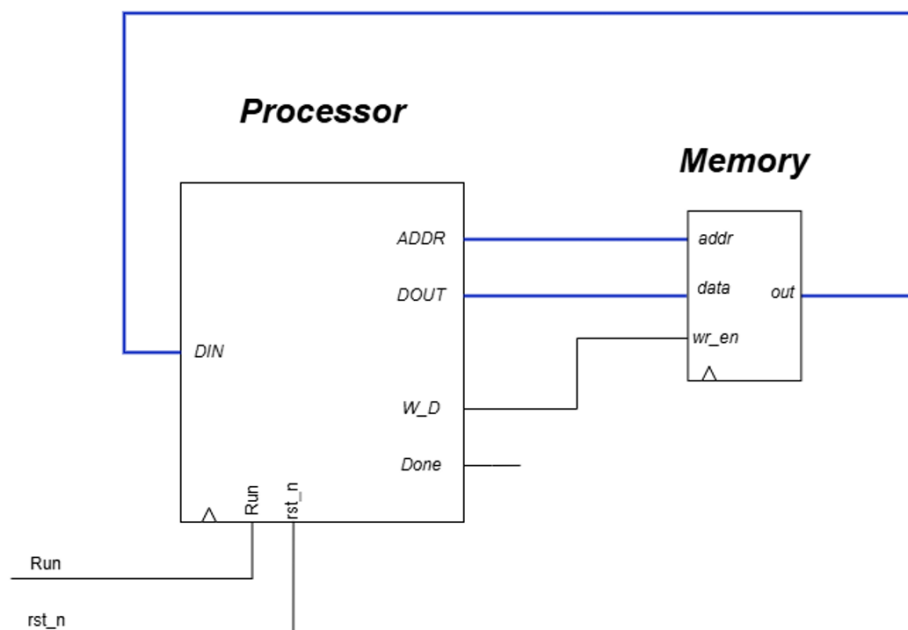 Processor
Memory
ADDR
addr
DOUT
data
out
DIN
wr_en
W_D
Done
Run
rst_n
Run
rst_n